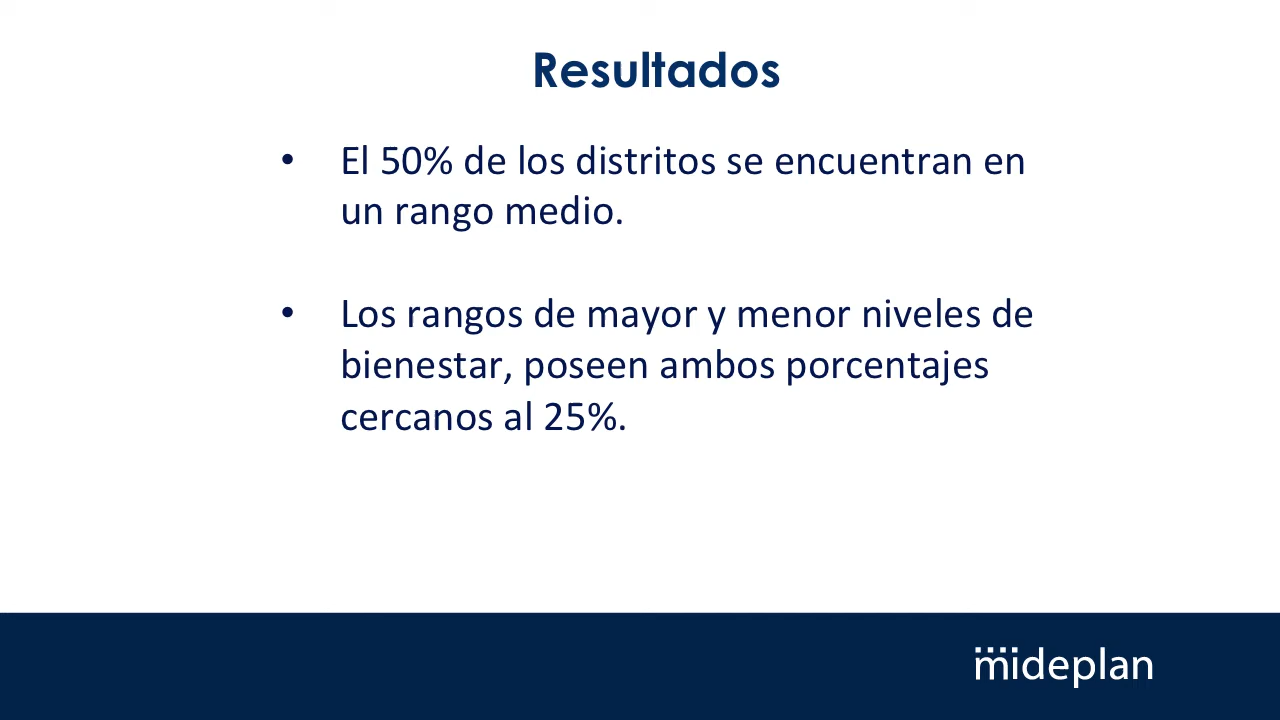 Resultados
• El 50% de los distritos se encuentran en
un rango medio.
• Los rangos de mayor y menor niveles de
bienestar, poseen ambos porcentajes
cercanos al 25%.
mideplan